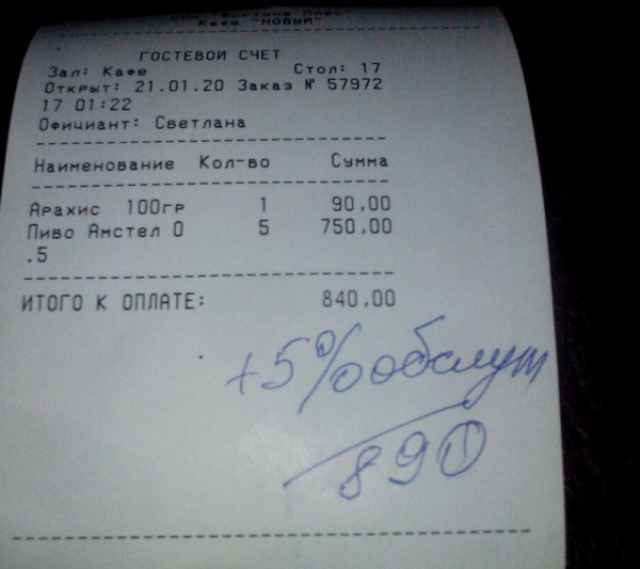 Кафе "НОВЫЙ"
ГОСТЕВОЙ СЧЕТ
Зал: Кафе Стол: 17
Открыт: 21.01.20 Заказ № 57972
17 01:22
Официант: Светлана
Наименование Кол-во Сумма
Арахис 100гр 1 90,00
Пиво Амстел 0 5 750,00
.5
ИТОГО К ОПЛАТЕ: 840,00
+5% обслуж
890